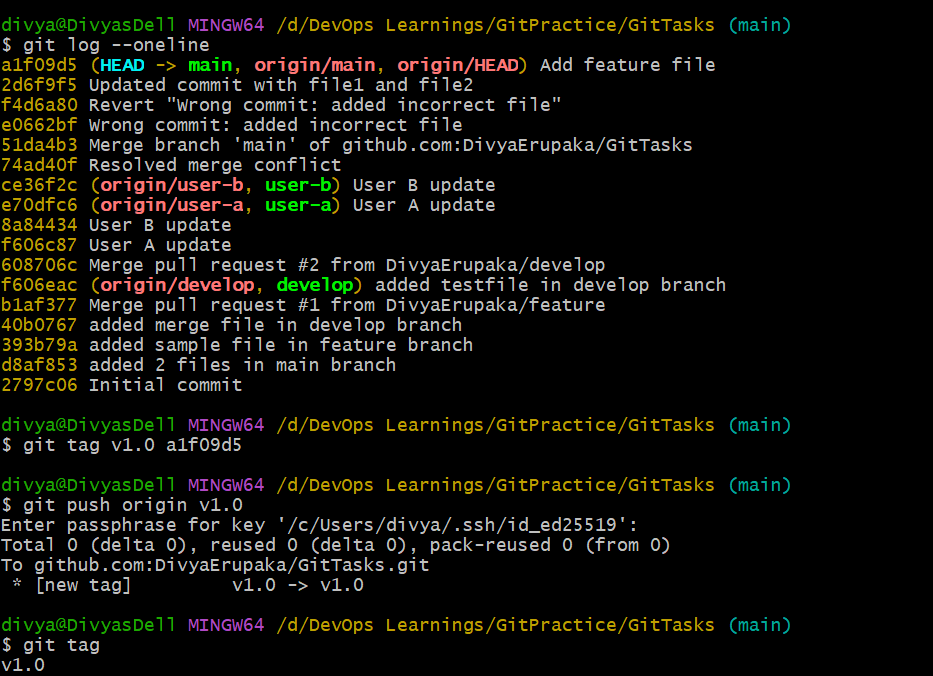 divya@DivyasDell MINGW64 /d/DevOps Learnings/GitPractice/GitTasks (main)
$ git log --oneline
a1f09d5 (HEAD -> main, origin/main, origin/HEAD) Add feature file
2d6f9f5 Updated commit with file1 and file2
f4d6a80 Revert "Wrong commit: added incorrect file"
e0662bf Wrong commit: added incorrect file
51da4b3 Merge branch 'main' of github.com:DivyaErupaka/GitTasks
74ad40f Resolved merge conflict
ce36f2c (origin/user-b, user-b) User B update
e70dfc6 (origin/user-a, user-a) User A update
8a84434 User B update
f606c87 User A update
608706c Merge pull request #2 from DivyaErupaka/develop
f606eac (origin/develop, develop) added testfile in develop branch
b1af377 Merge pull request #1 from DivyaErupaka/feature
40b0767 added merge file in develop branch
393b79a added sample file in feature branch
d8af853 added 2 files in main branch
2797c06 Initial commit
divya@DivyasDell MINGW64 /d/DevOps Learnings/GitPractice/GitTasks (main)
$ git tag v1.0 a1f09d5
divya@DivyasDell MINGW64 /d/DevOps Learnings/GitPractice/GitTasks (main)
$ git push origin v1.0
Enter passphrase for key '/c/Users/divya/.ssh/id_ed25519':
Total 0 (delta 0), reused 0 (delta 0), pack-reused 0 (from 0)
To github.com:DivyaErupaka/GitTasks.git
 * [new tag]         v1.0 -> v1.0
divya@DivyasDell MINGW64 /d/DevOps Learnings/GitPractice/GitTasks (main)
$ git tag
v1.0